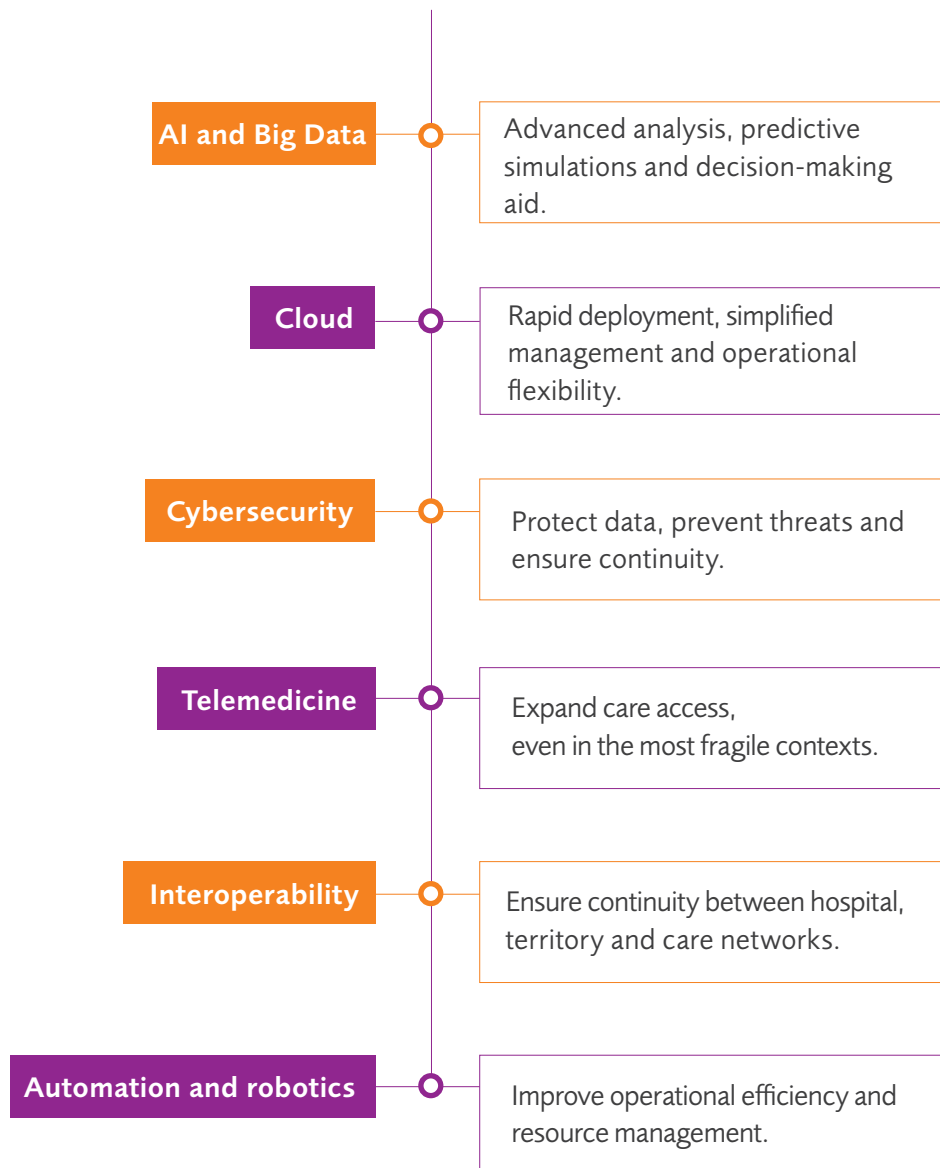 AI and Big Data
Advanced analysis, predictive
simulations and decision-making
aid.
Cloud
Rapid deployment, simplified
management and operational
flexibility.
Cybersecurity
Protect data, prevent threats and
ensure continuity.
Telemedicine
Expand care access,
even in the most fragile contexts.
Interoperability
Ensure continuity between hospital,
territory and care networks.
Automation and robotics
Improve operational efficiency and
resource management.